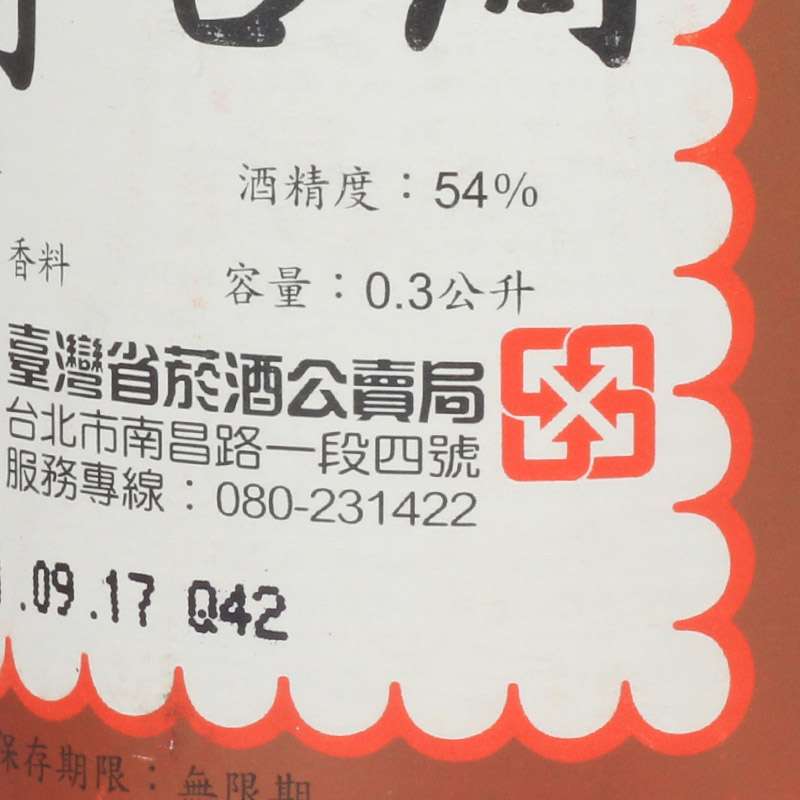 酒精度：54%
香料
容量：0.3公升
臺灣省菸酒公賣局
台北市南昌路一段四號
服務專線：080-231422
.09.17 Q42
保存期限：無限期